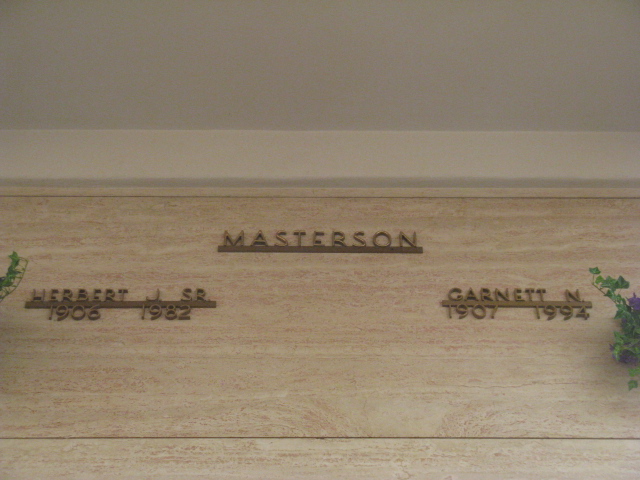 MASTERSON
HERBERT J. SR.
1906 1982
GARNETT N.
1907 1994